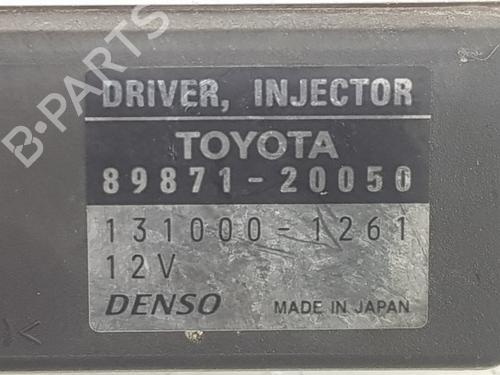 B-PARTS
DRIVER, INJECTOR
TOYOTA
89871-20050
131000-1261
12V
DENSO MADE IN JAPAN